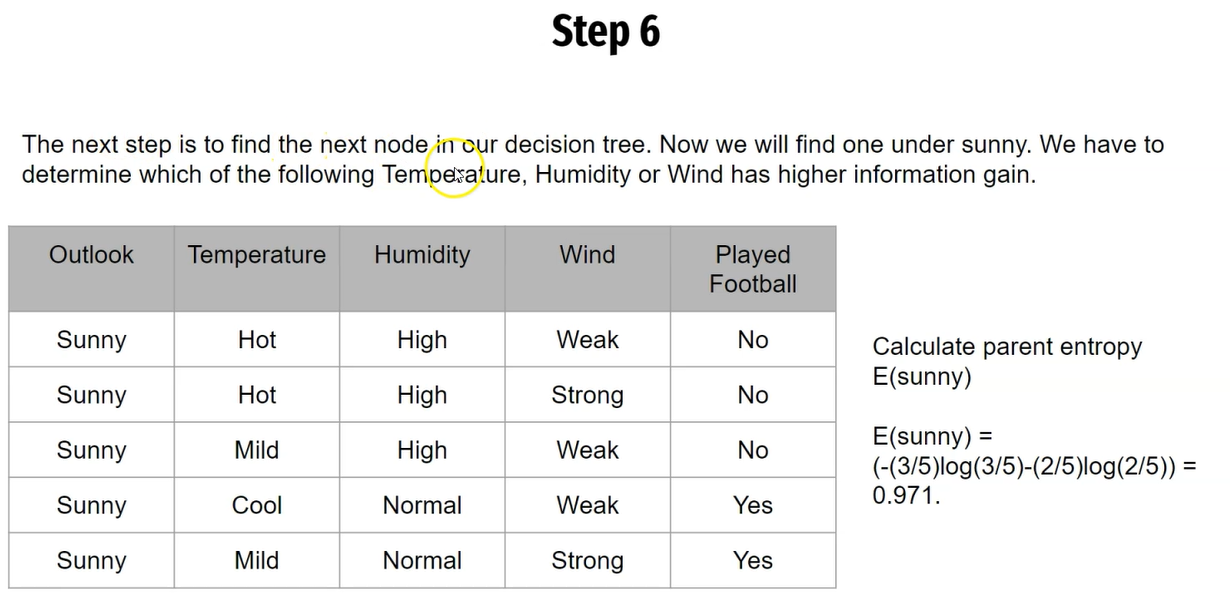 Step 6
The next step is to find the next node in our decision tree. Now we will find one under sunny. We have to
determine which of the following Temperature, Humidity or Wind has higher information gain.
Outlook Temperature Humidity Wind Played Football
Sunny Hot High Weak No
Sunny Hot High Strong No
Sunny Mild High Weak No
Sunny Cool Normal Weak Yes
Sunny Mild Normal Strong Yes
Calculate parent entropy
E(sunny)
E(sunny) =
(-(3/5)log(3/5)-(2/5)log(2/5)) =
0.971.